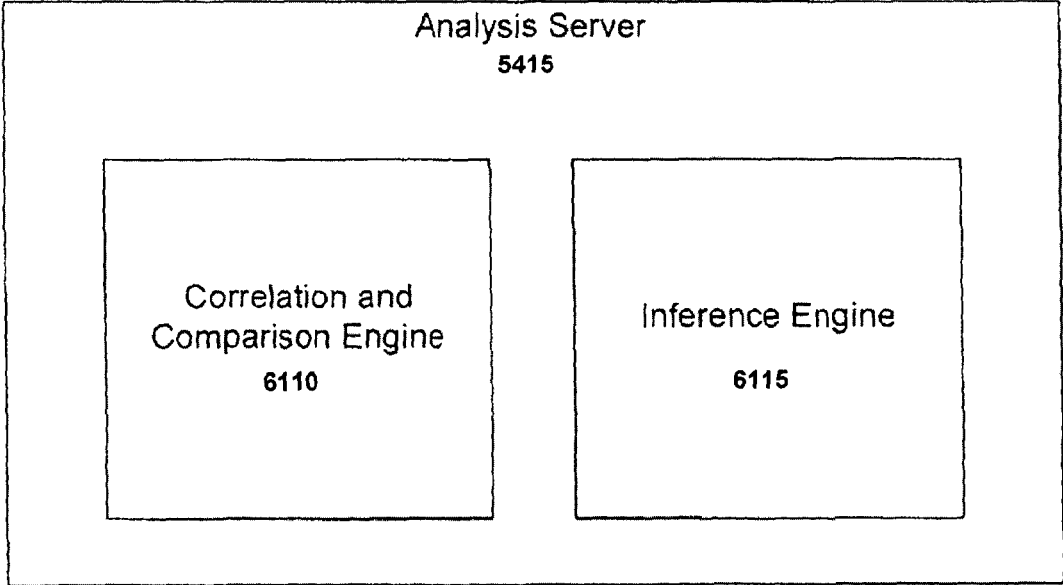 Analysis Server
5415
Correlation and
Comparison Engine
6110
Inference Engine
6115